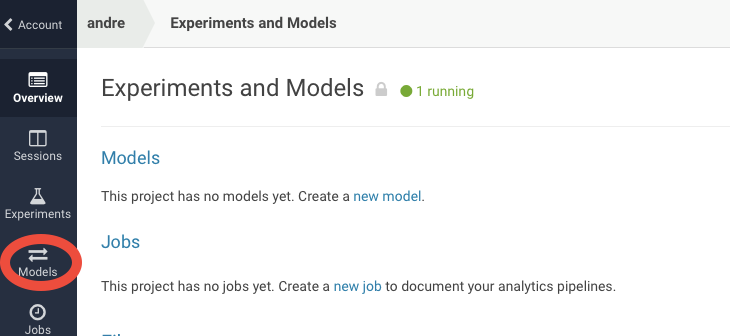 Account
andre
Experiments and Models
Overview
Sessions
Experiments
Models
Jobs
Experiments and Models
1 running
Models
This project has no models yet. Create a new model.
Jobs
This project has no jobs yet. Create a new job to document your analytics pipelines.